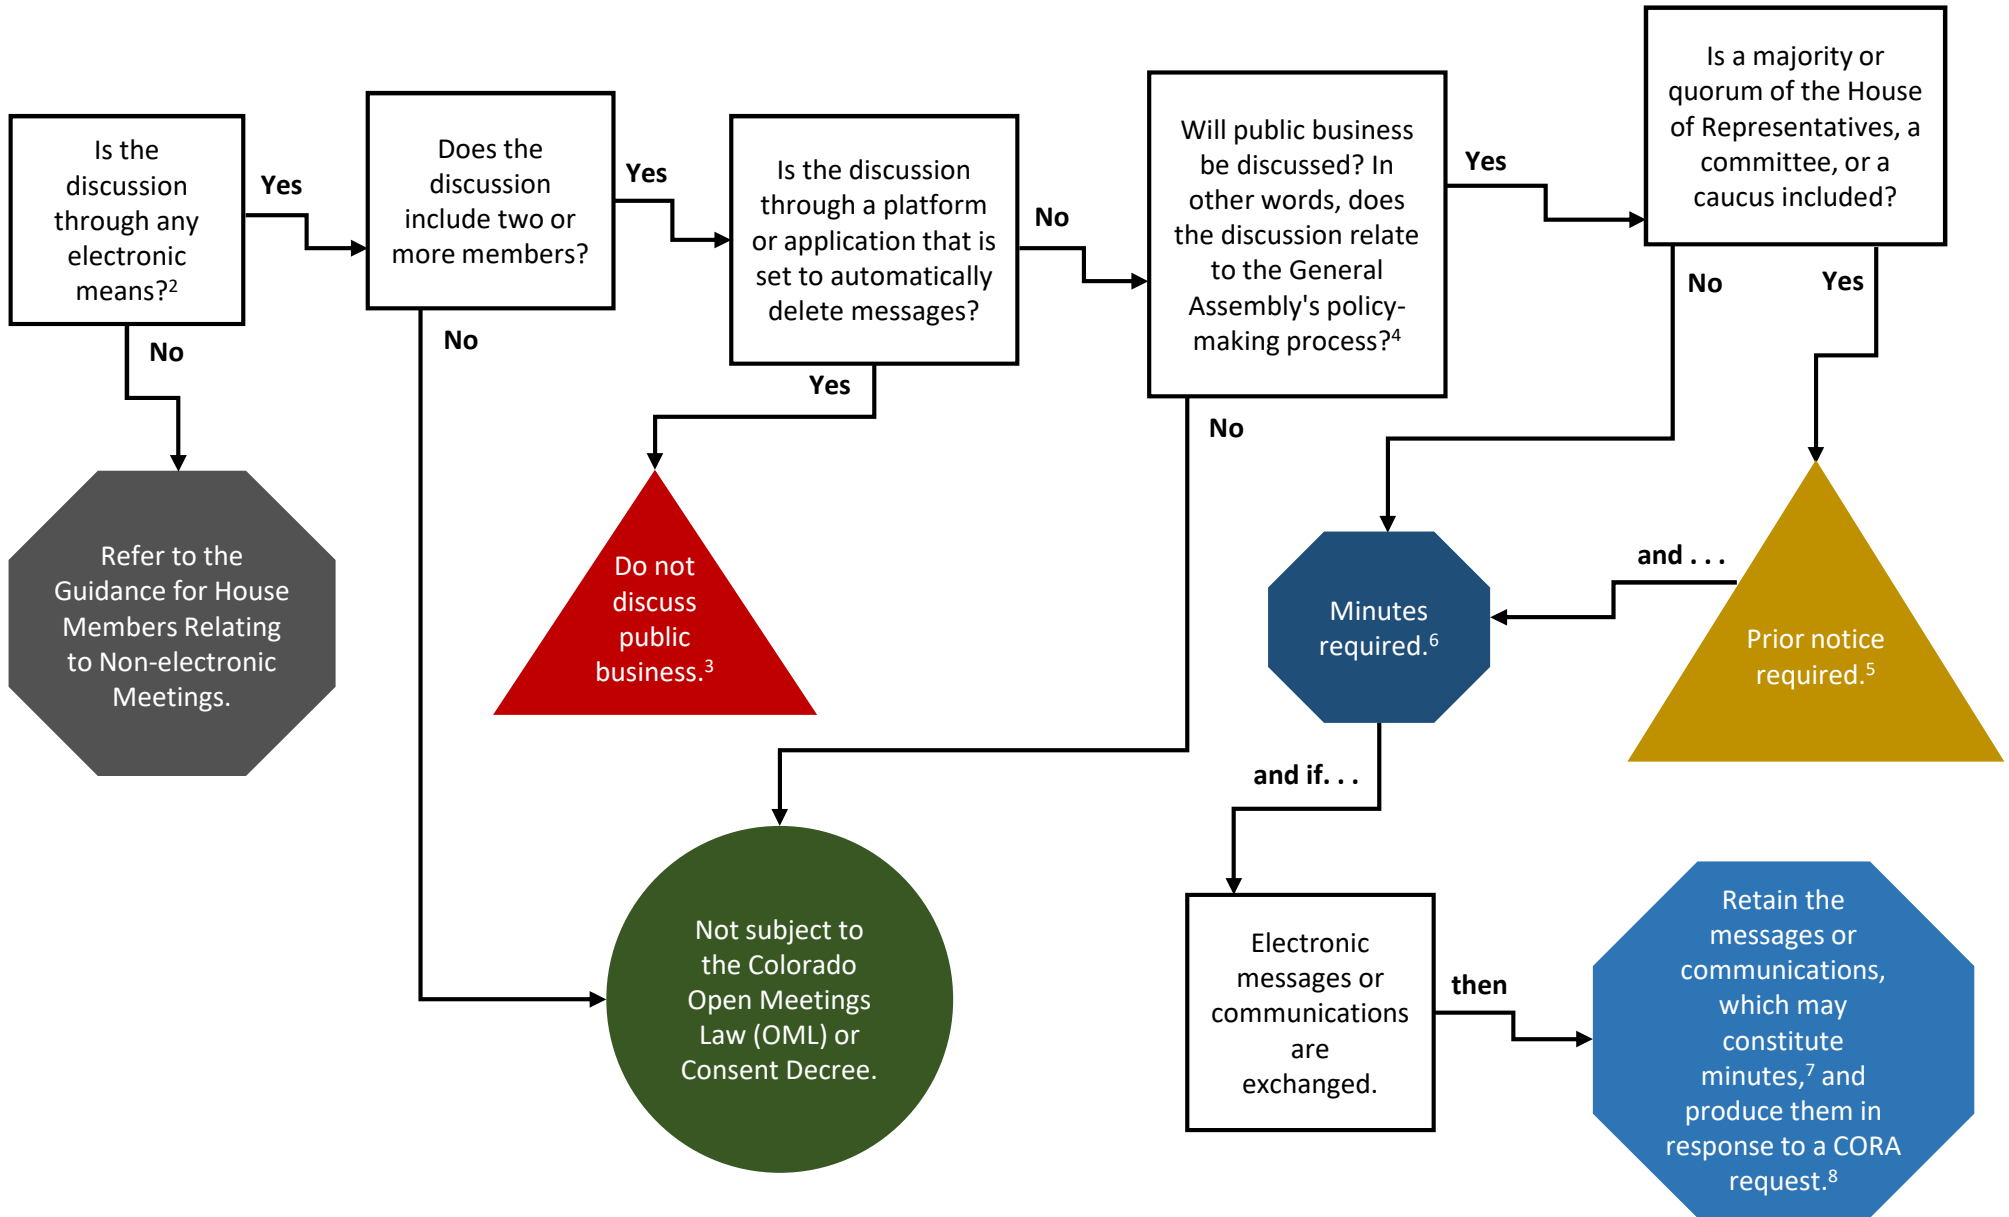 Is the
discussion
through any
electronic
means?²
Yes
No
Does the
discussion
include two or
more members?
Yes
No
Is the discussion
through a platform
or application that is
set to automatically
delete messages?
No
Yes
Will public business
be discussed? In
other words, does
the discussion relate
to the General
Assembly's policy-
making process?⁴
Yes
No
Is a majority or
quorum of the House
of Representatives, a
committee, or a
caucus included?
No
Yes
Refer to the
Guidance for House
Members Relating
to Non-electronic
Meetings.
Do not
discuss
public
business.³
Minutes
required.⁶
and . . .
Prior notice
required.⁵
and if. . .
Not subject to
the Colorado
Open Meetings
Law (OML) or
Consent Decree.
Electronic
messages or
communications
are
exchanged.
then
Retain the
messages or
communications,
which may
constitute
minutes,⁷ and
produce them in
response to a CORA
request.⁸